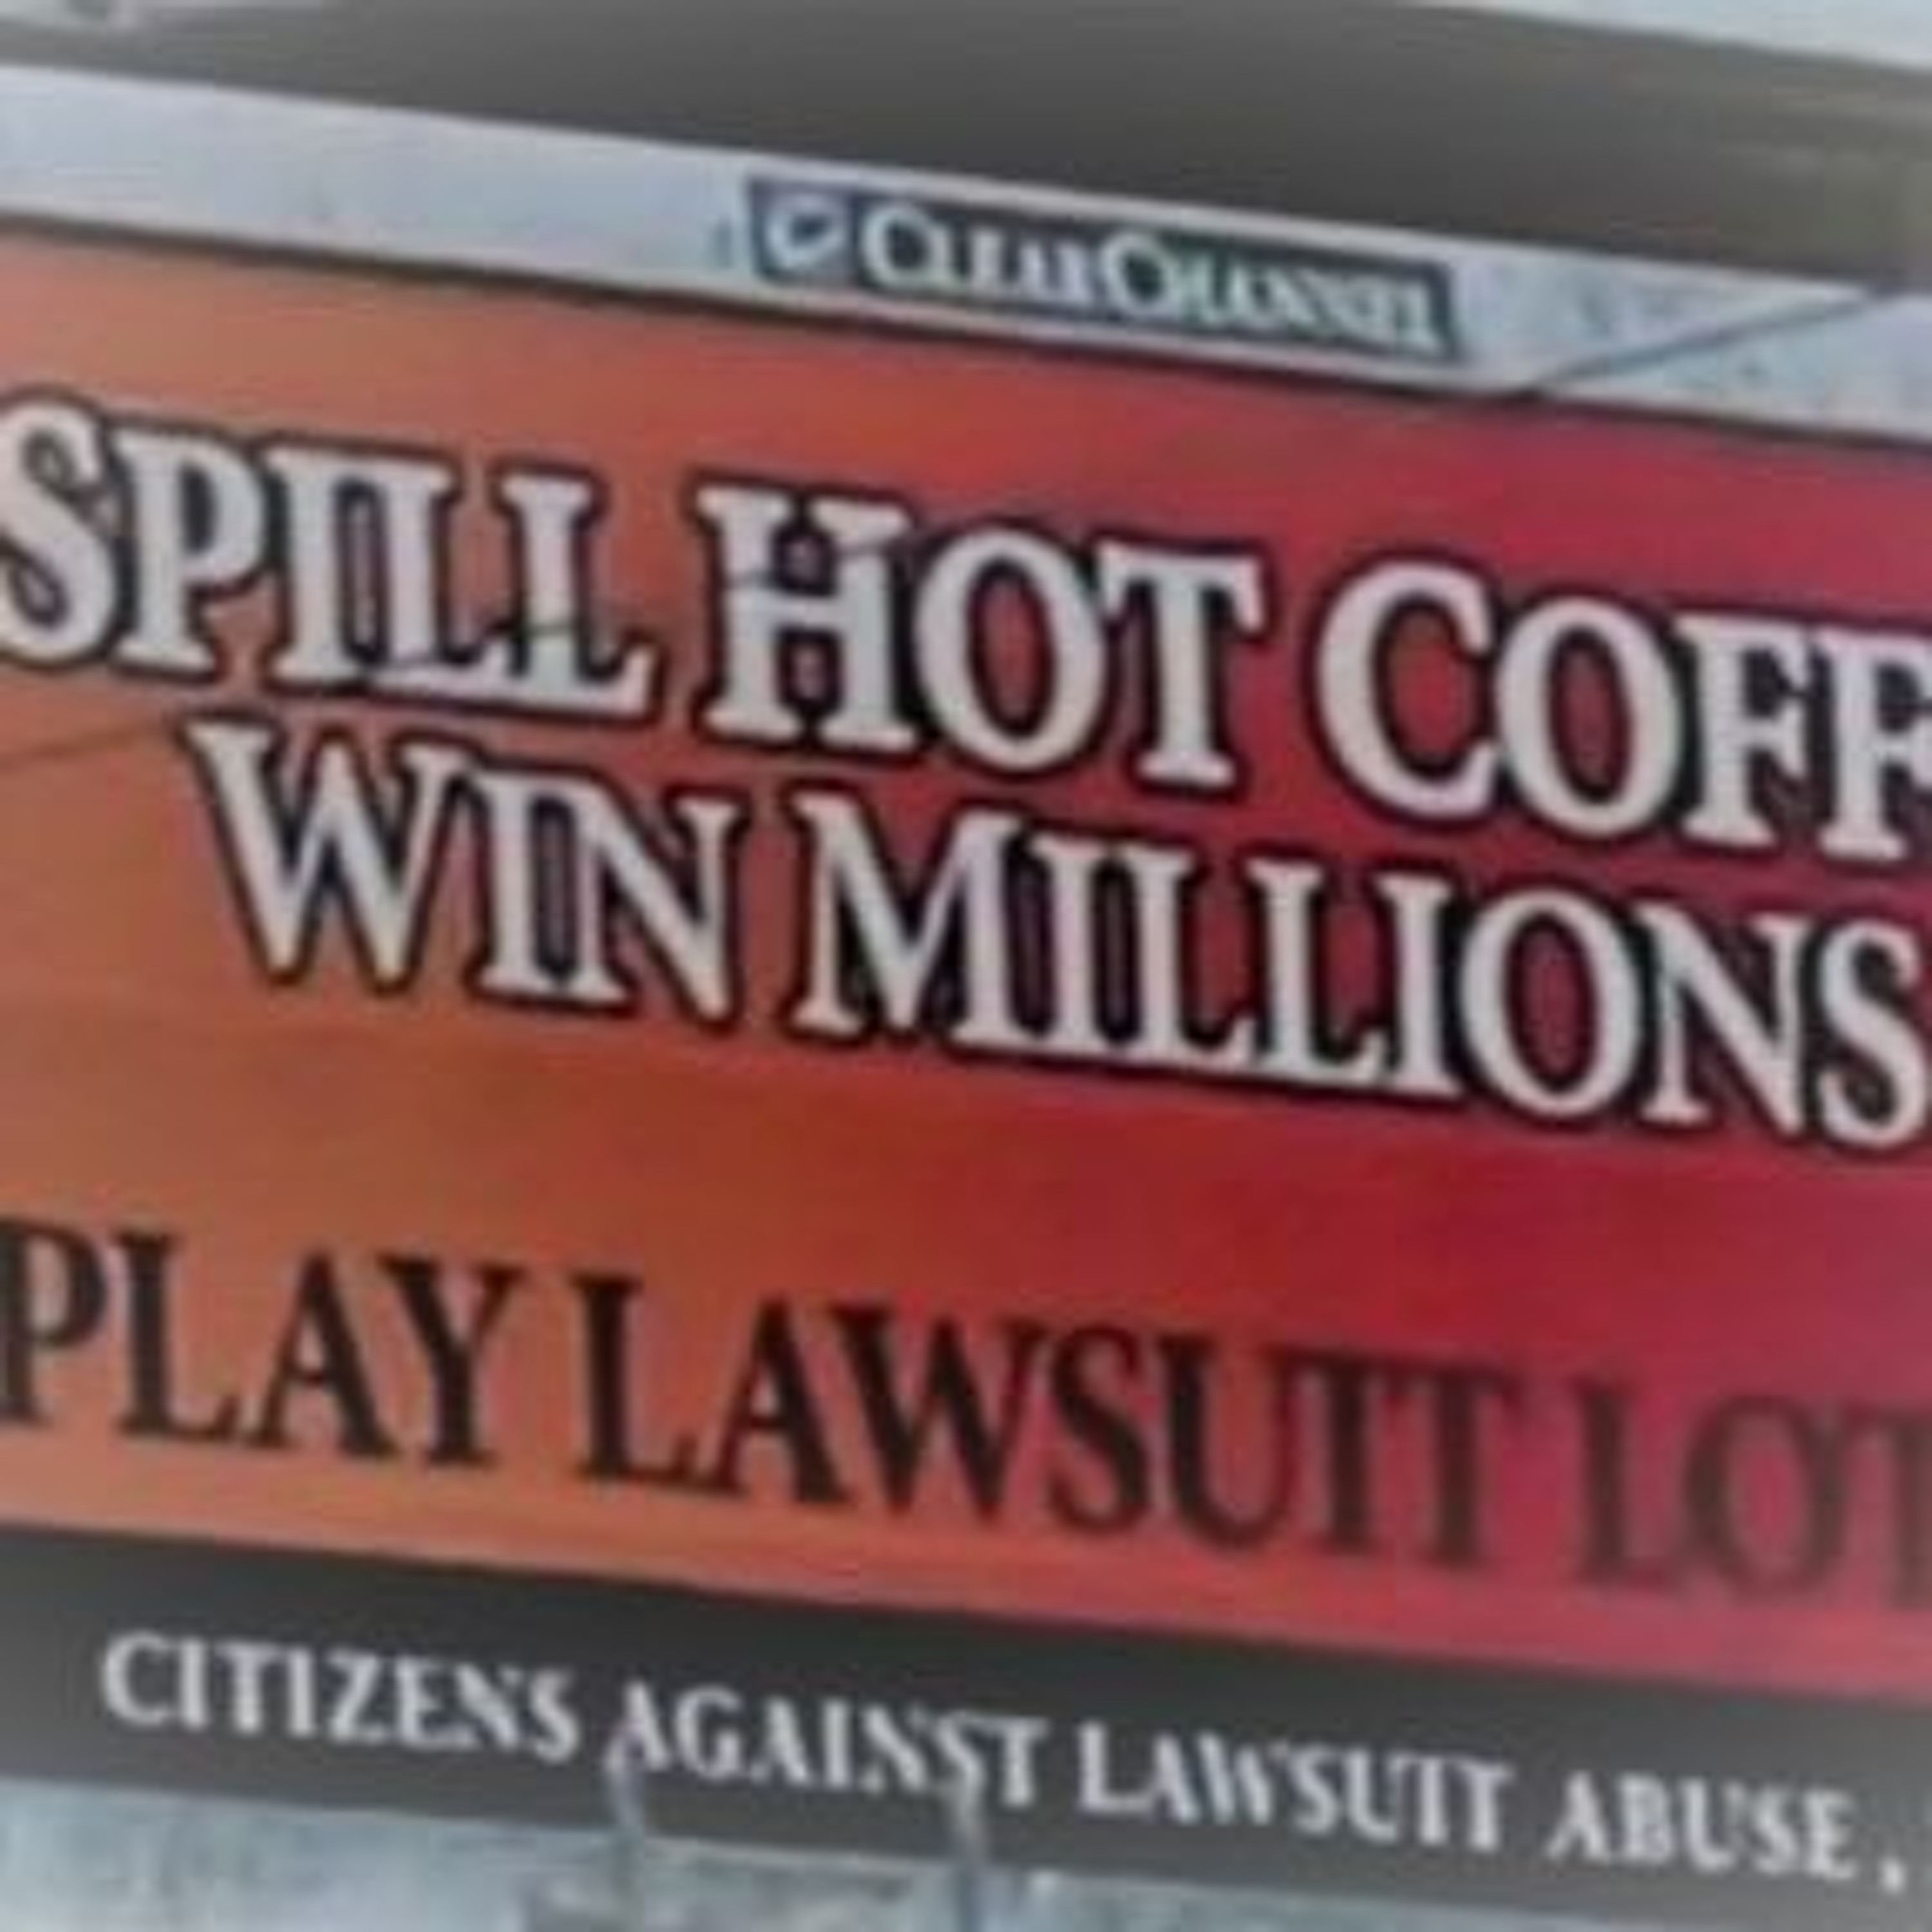 CLEARCHANNEL
SPILL HOT COFF
WIN MILLIONS
PLAY LAWSUIT LOT
CITIZENS AGAINST LAWSUIT ABUSE.